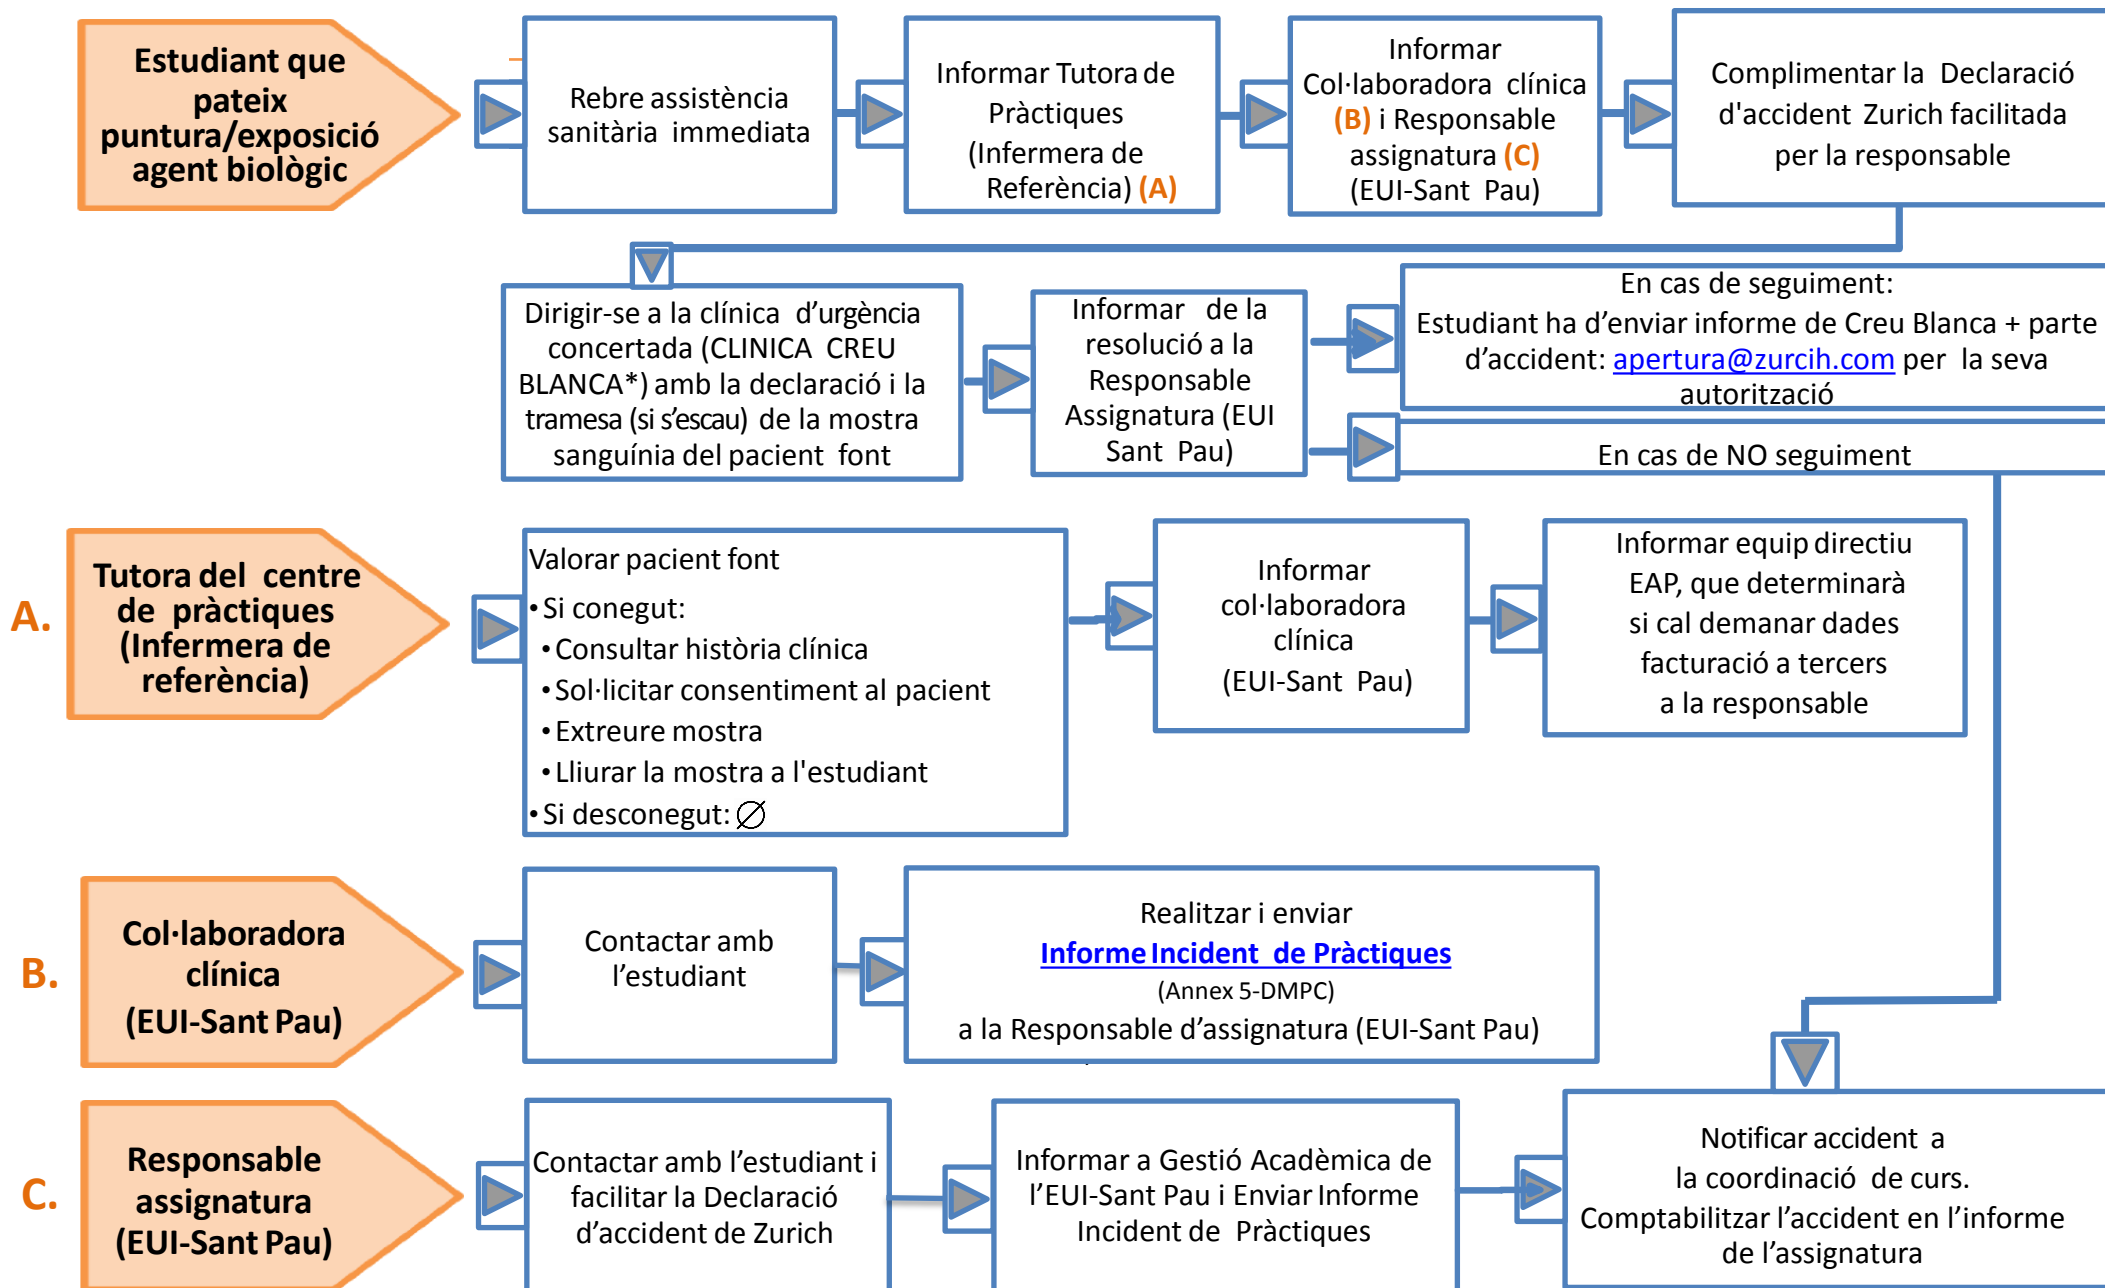 Estudiant que
pateix
puntura/exposició
agent biològic
Rebre assistència
sanitària immediata
Informar Tutora de
Pràctiques
(Infermera de
Referència) (A)
Informar
Col·laboradora clínica
(B) i Responsable
assignatura (C)
(EUI-Sant Pau)
Complimentar la Declaració
d'accident Zurich facilitada
per la responsable
Dirigir-se a la clínica d’urgència
concertada (CLINICA CREU
BLANCA*) amb la declaració i la
tramesa (si s’escau) de la mostra
sanguínia del pacient font
Informar de la
resolució a la
Responsable
Assignatura (EUI
Sant Pau)
En cas de seguiment:
Estudiant ha d’enviar informe de Creu Blanca + parte
d’accident: apertura@zurcih.com per la seva
autorització
En cas de NO seguiment
A.
Tutora del centre
de pràctiques
(Infermera de
referència)
Valorar pacient font
• Si conegut:
• Consultar història clínica
• Sol·licitar consentiment al pacient
• Extreure mostra
• Lliurar la mostra a l'estudiant
• Si desconegut: ∅
Informar
col·laboradora
clínica
(EUI-Sant Pau)
Informar equip directiu
EAP, que determinarà
si cal demanar dades
facturació a tercers
a la responsable
B.
Col·laboradora
clínica
(EUI-Sant Pau)
Contactar amb
l’estudiant
Realitzar i enviar
Informe Incident de Pràctiques
(Annex 5-DMPC)
a la Responsable d’assignatura (EUI-Sant Pau)
C.
Responsable
assignatura
(EUI-Sant Pau)
Contactar amb l’estudiant i
facilitar la Declaració
d’accident de Zurich
Informar a Gestió Acadèmica de
l’EUI-Sant Pau i Enviar Informe
Incident de Pràctiques
Notificar accident a
la coordinació de curs.
Comptabilitzar l’accident en l’informe
de l’assignatura